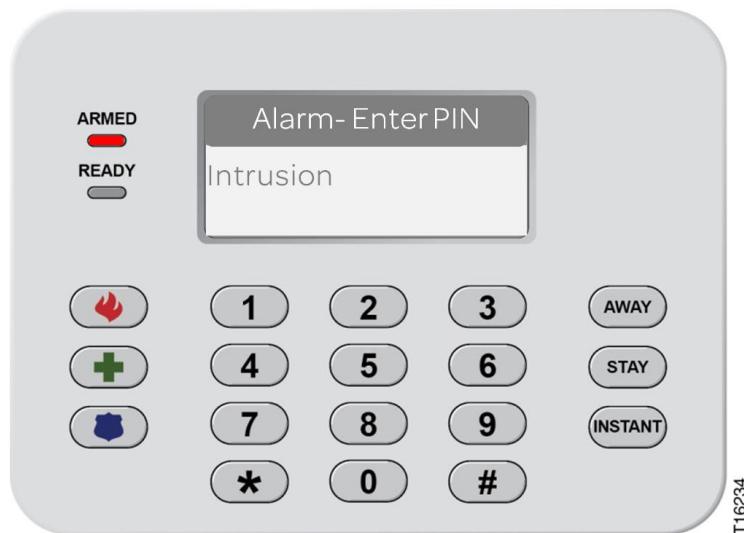 ARMED
READY
Alarm- Enter PIN
Intrusion
1 2 3 AWAY
4 5 6 STAY
7 8 9 INSTANT
* 0 #
T16234